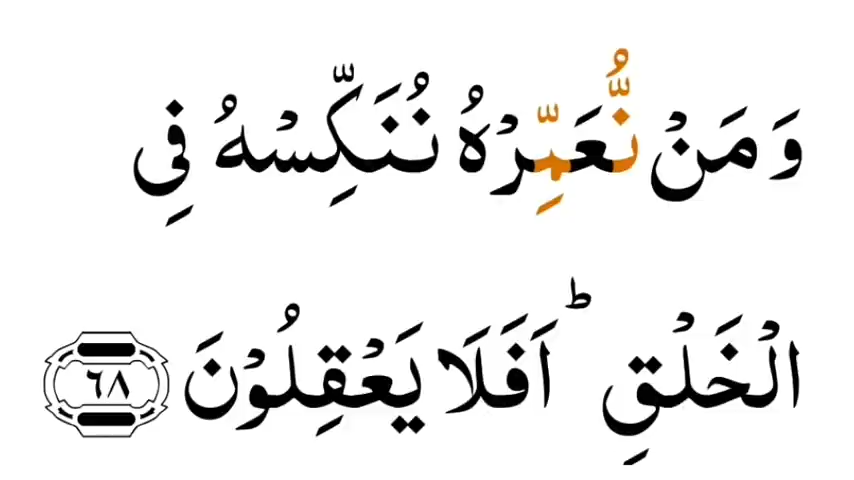 وَمَنْ نُّعَمِّرْهُ نُنَكِّسْهُ فِى
الْخَلْقِ ؕ اَفَلَا يَعْقِلُوْنَ ٦٨